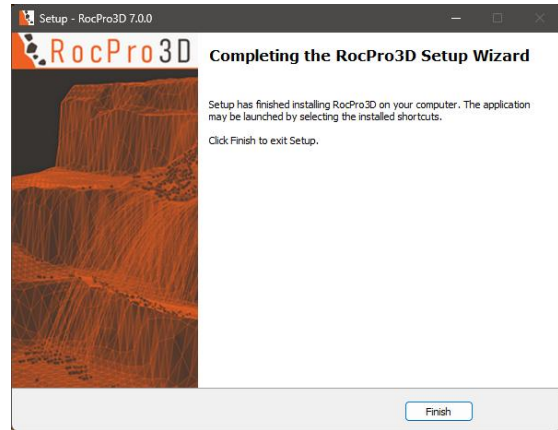 Setup - RocPro3D 7.0.0
RocPro3D
Completing the RocPro3D Setup Wizard
Setup has finished installing RocPro3D on your computer. The application
may be launched by selecting the installed shortcuts.
Click Finish to exit Setup.
Finish